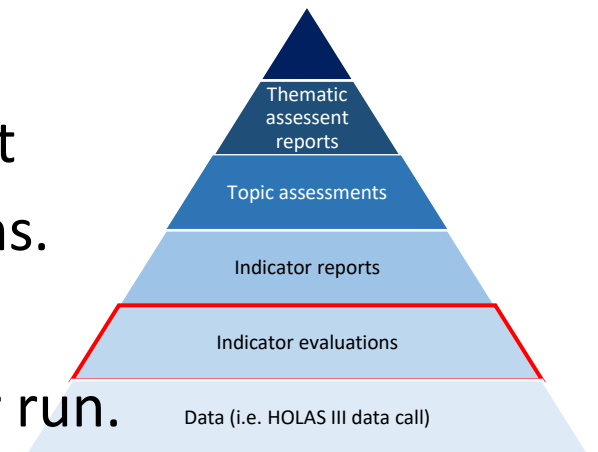 Thematic
assessent
reports
t
Topic assessments
ns.
Indicator reports
Indicator evaluations
run.
Data (i.e. HOLAS III data call)